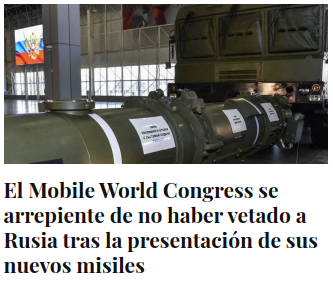 El Mobile World Congress se
arrepiente de no haber vetado a
Rusia tras la presentación de sus
nuevos misiles